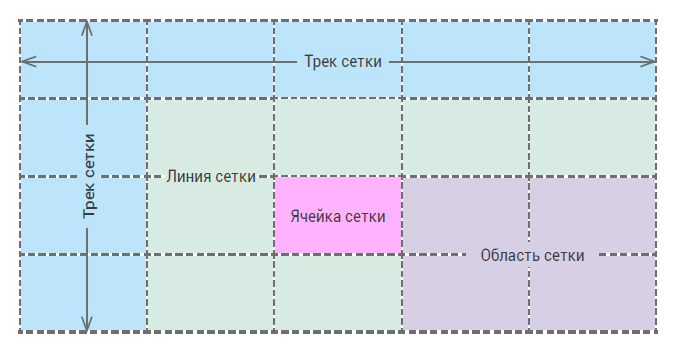 Трек сетки
Трек сетки
Линия сетки
Ячейка сетки
Область сетки